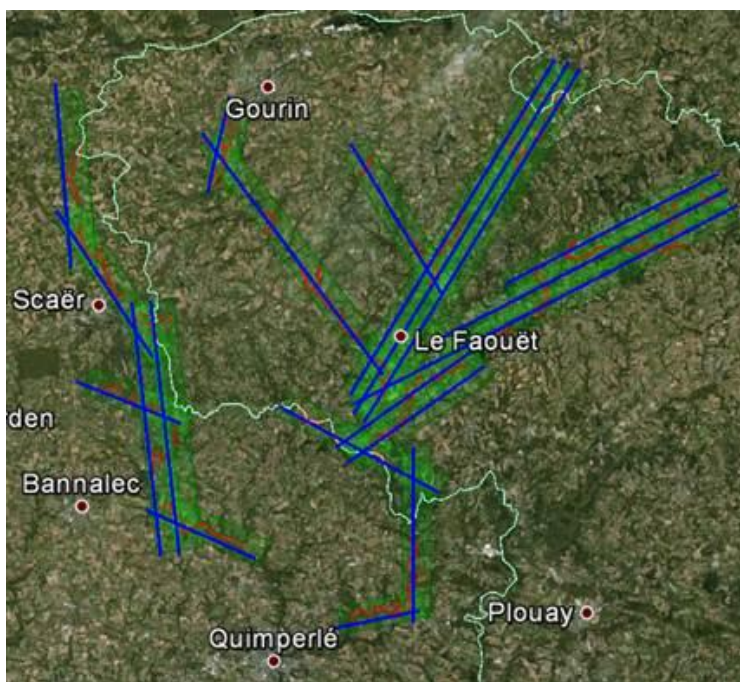 Gourin
Scaër
Le Faouët
rden
Bannalec
Plouay
Quimperlé